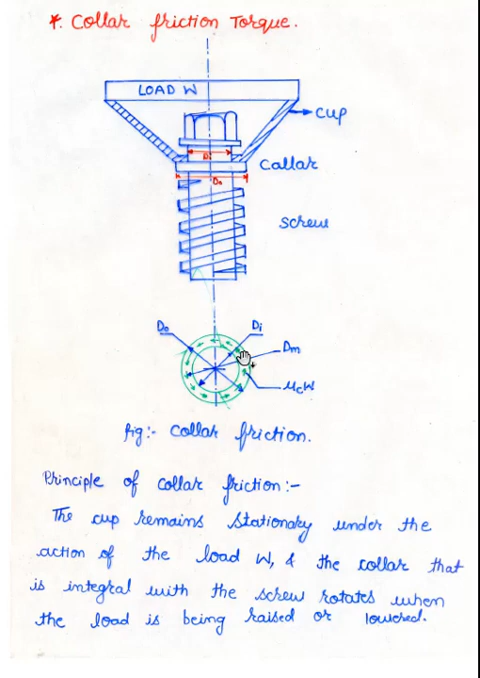 *. Collar friction Torque.
LOAD W
cup
Di
Collar
Do
Screw
Do
Di
Dm
μcW
fig:- collar friction.
Principle of collar friction:-
The cup remains stationary under the
action of the load W, & the collar that
is integral with the screw rotates when
the load is being raised or lowered.